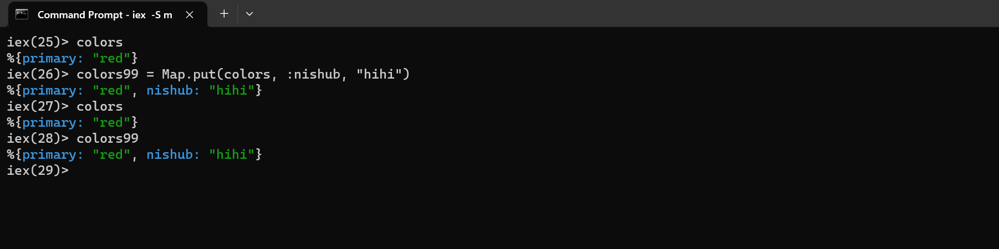 Command Prompt - iex  -S m
iex(25)> colors
%{primary: "red"}
iex(26)> colors99 = Map.put(colors, :nishub, "hihi")
%{primary: "red", nishub: "hihi"}
iex(27)> colors
%{primary: "red"}
iex(28)> colors99
%{primary: "red", nishub: "hihi"}
iex(29)>